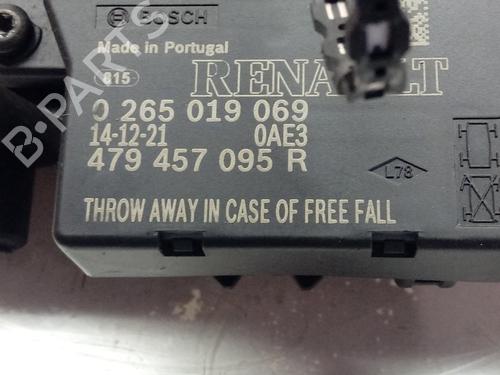 BOSCH
Made in Portugal
815
RENAULT
0 265 019 069
14-12-21 0AE3
479 457 095 R
L78
THROW AWAY IN CASE OF FREE FALL
B-PARTS